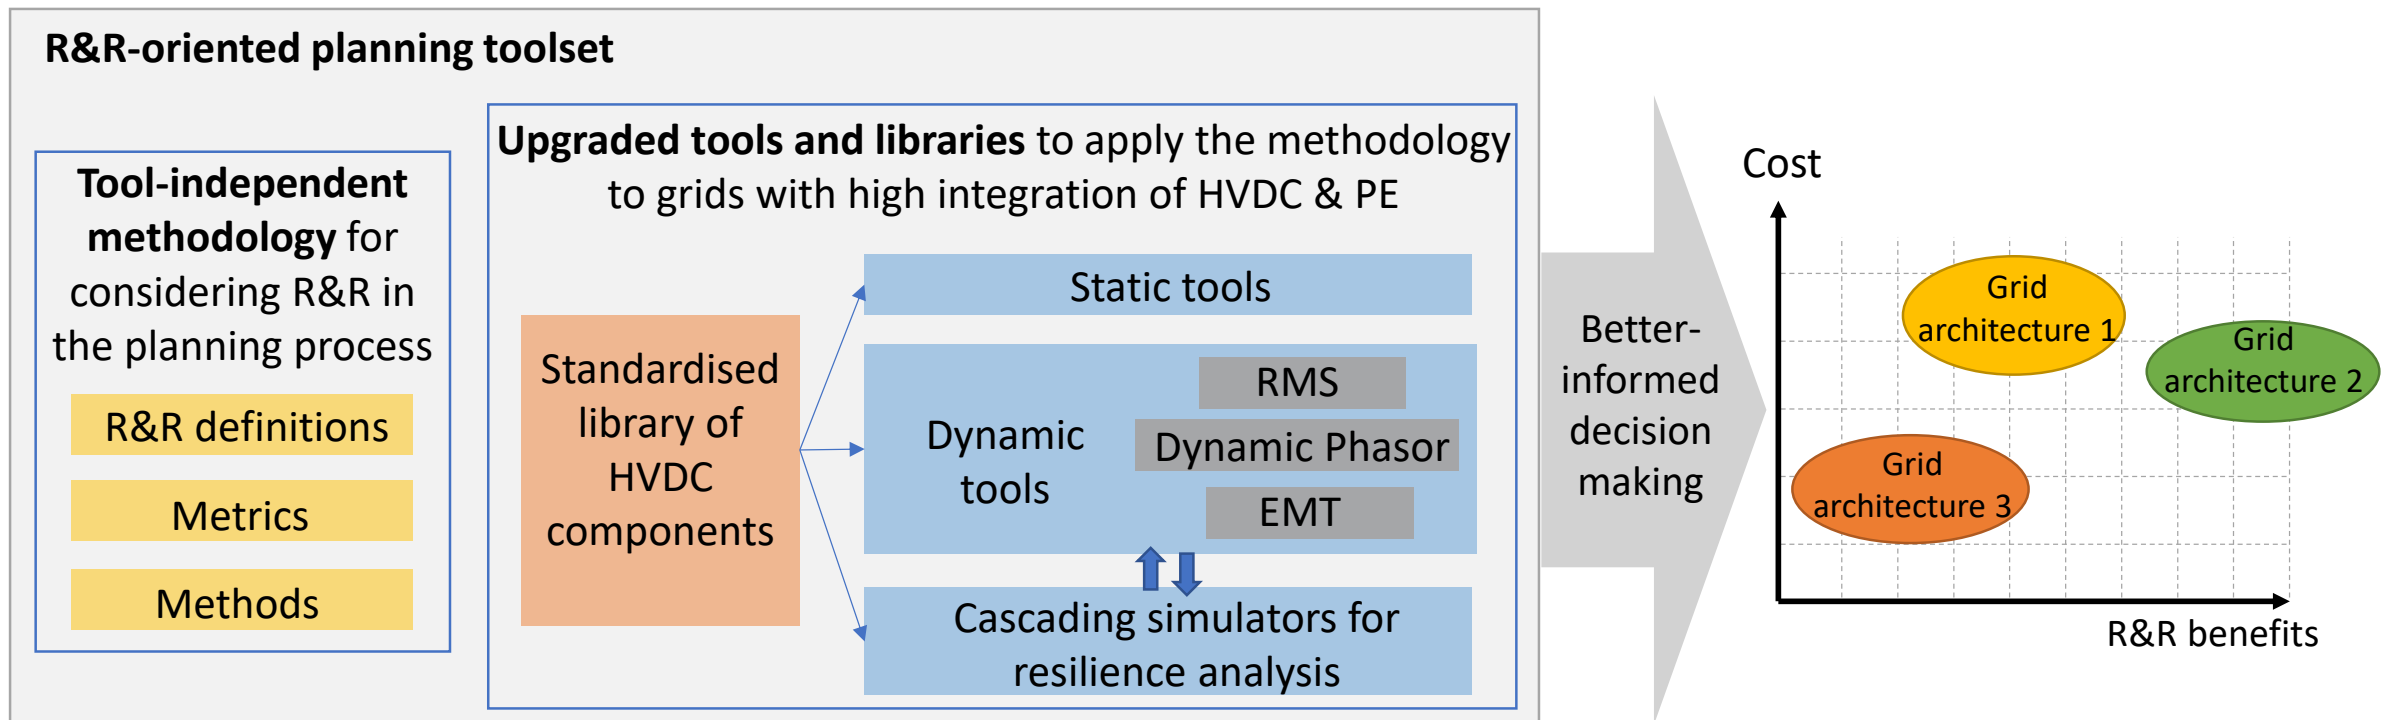 R&R-oriented planning toolset
Tool-independent
methodology for
considering R&R in
the planning process
R&R definitions
Metrics
Methods
Upgraded tools and libraries to apply the methodology
to grids with high integration of HVDC & PE
Standardised
library of
HVDC
components
Static tools
Dynamic
tools
RMS
Dynamic Phasor
EMT
Cascading simulators for
resilience analysis
Better-
informed
decision
making
Cost
Grid
architecture 1
Grid
architecture 2
Grid
architecture 3
R&R benefits